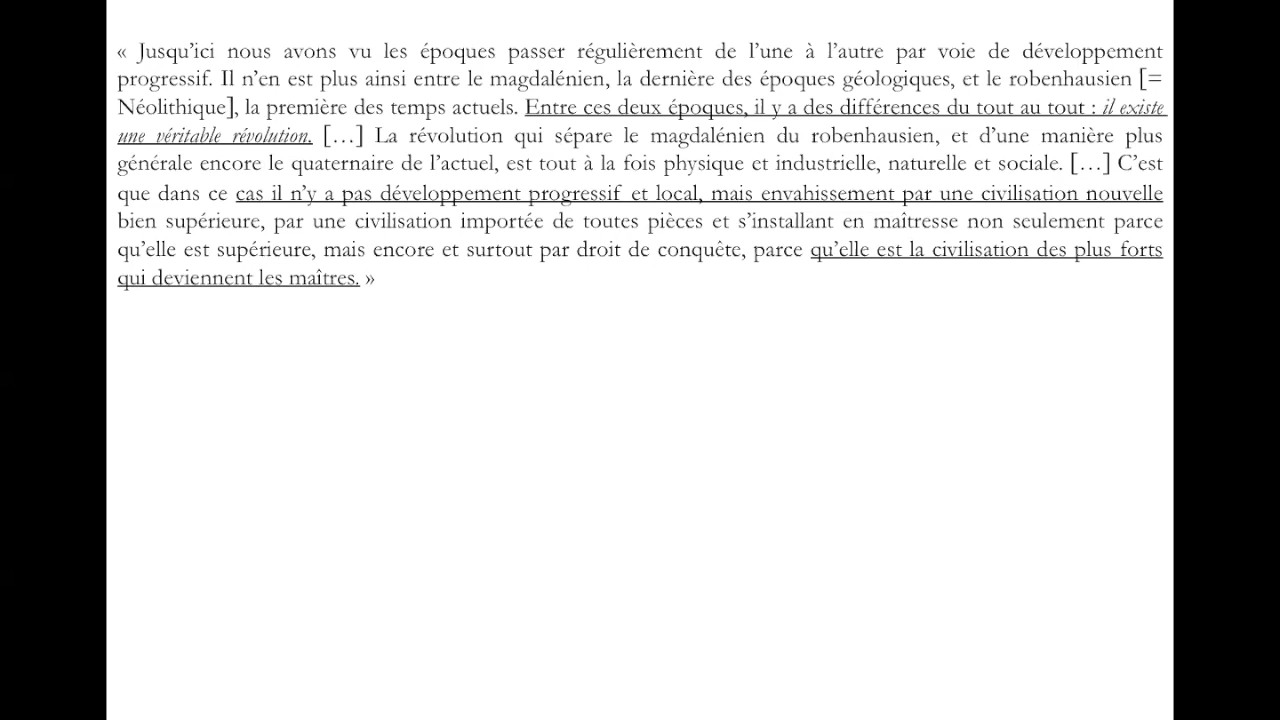 « Jusqu’ici nous avons vu les époques passer régulièrement de l’une à l’autre par voie de développement
progressif. Il n’en est plus ainsi entre le magdalénien, la dernière des époques géologiques, et le robenhausien [=
Néolithique], la première des temps actuels. Entre ces deux époques, il y a des différences du tout au tout : il existe
une véritable révolution. […] La révolution qui sépare le magdalénien du robenhausien, et d’une manière plus
générale encore le quaternaire de l’actuel, est tout à la fois physique et industrielle, naturelle et sociale. […] C’est
que dans ce cas il n’y a pas développement progressif et local, mais envahissement par une civilisation nouvelle
bien supérieure, par une civilisation importée de toutes pièces et s’installant en maîtresse non seulement parce
qu’elle est supérieure, mais encore et surtout par droit de conquête, parce qu’elle est la civilisation des plus forts
qui deviennent les maîtres. »